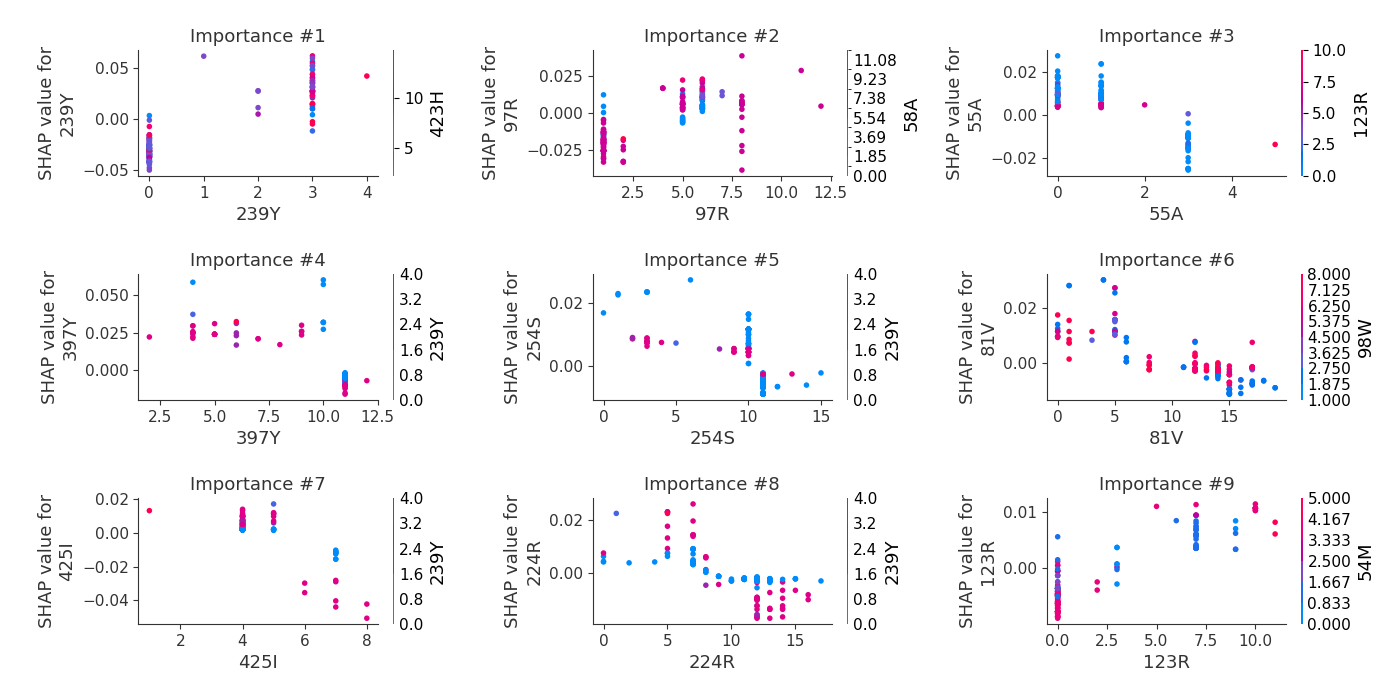 Importance #1
SHAP value for
239Y
0.05
0.00
−0.05
0
1
2
3
4
239Y
10
5
423H
Importance #2
SHAP value for
97R
0.025
0.000
−0.025
2.5
5.0
7.5
10.0
12.5
97R
11.08
9.23
7.38
5.54
3.69
1.85
0.00
58A
Importance #3
SHAP value for
55A
0.02
0.00
−0.02
0
2
4
55A
10.0
7.5
5.0
2.5
0.0
123R
Importance #4
SHAP value for
397Y
0.050
0.025
0.000
2.5
5.0
7.5
10.0
12.5
397Y
4.0
3.2
2.4
1.6
0.8
0.0
239Y
Importance #5
SHAP value for
254S
0.02
0.00
0
5
10
15
254S
4.0
3.2
2.4
1.6
0.8
0.0
239Y
Importance #6
SHAP value for
81V
0.02
0.00
0
5
10
15
81V
8.000
7.125
6.250
5.375
4.500
3.625
2.750
1.875
1.000
98W
Importance #7
SHAP value for
425I
0.02
0.00
−0.02
−0.04
2
4
6
8
425I
4.0
3.2
2.4
1.6
0.8
0.0
239Y
Importance #8
SHAP value for
224R
0.02
0.00
0
5
10
15
224R
4.0
3.2
2.4
1.6
0.8
0.0
239Y
Importance #9
SHAP value for
123R
0.01
0.00
0.0
2.5
5.0
7.5
10.0
123R
5.000
4.167
3.333
2.500
1.667
0.833
0.000
54M